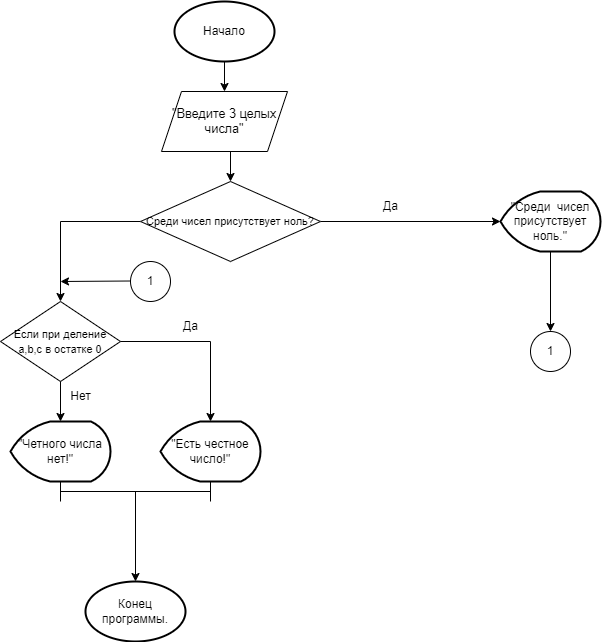 Начало
"Введите 3 целых
числа"
Среди чисел присутствует ноль?
Да
"Среди чисел
присутствует
ноль."
1
1
Если при деление
a,b,c в остатке 0
Да
Нет
"Четного числа
нет!"
"Есть честное
число!"
Конец
программы.